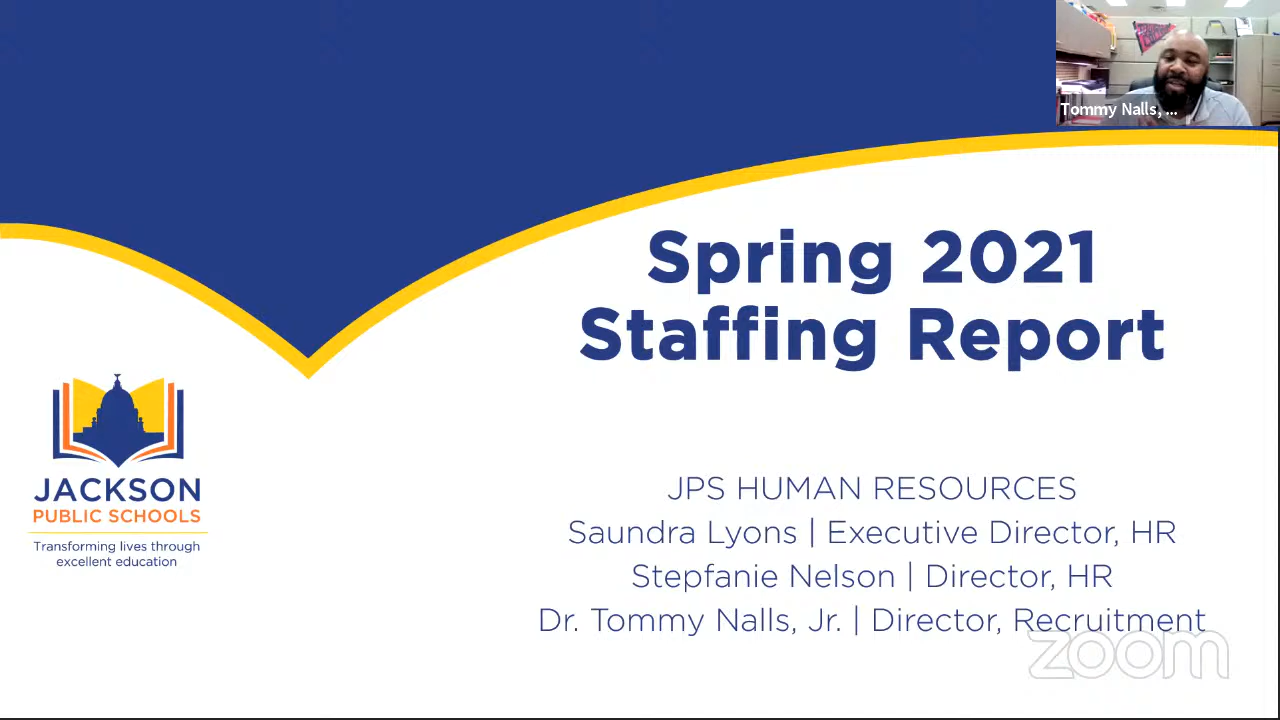 Tommy Nalls, ...
Spring 2021
Staffing Report
JACKSON
PUBLIC SCHOOLS
Transforming lives through
excellent education
JPS HUMAN RESOURCES
Saundra Lyons | Executive Director, HR
Stepfanie Nelson | Director, HR
Dr. Tommy Nalls, Jr. | Director, Recruitment
zoom